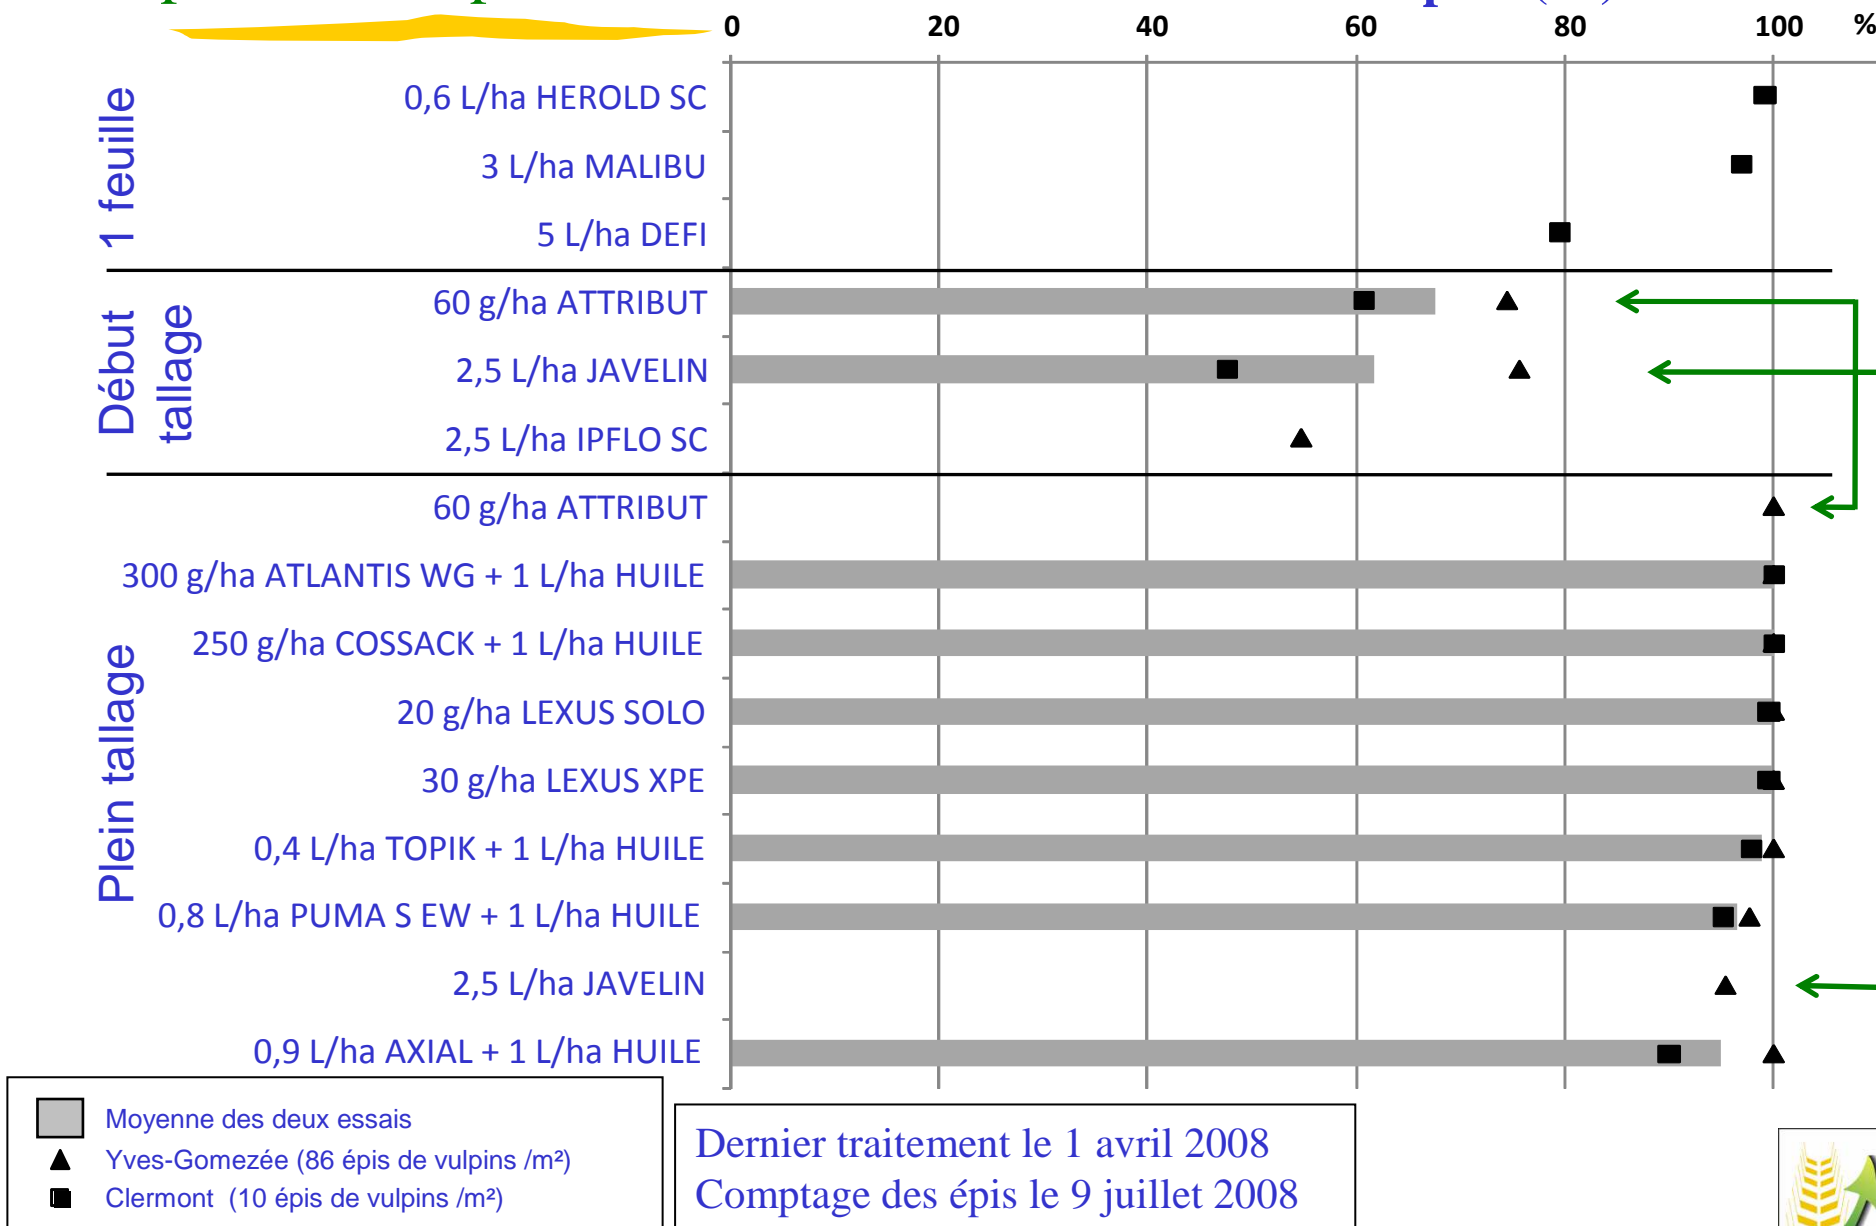 0 20 40 60 80 100 %
1 feuille
0,6 L/ha HEROLD SC
3 L/ha MALIBU
5 L/ha DEFI
Début
tallage
60 g/ha ATTRIBUT
2,5 L/ha JAVELIN
2,5 L/ha IPFLO SC
Plein tallage
60 g/ha ATTRIBUT
300 g/ha ATLANTIS WG + 1 L/ha HUILE
250 g/ha COSSACK + 1 L/ha HUILE
20 g/ha LEXUS SOLO
30 g/ha LEXUS XPE
0,4 L/ha TOPIK + 1 L/ha HUILE
0,8 L/ha PUMA S EW + 1 L/ha HUILE
2,5 L/ha JAVELIN
0,9 L/ha AXIAL + 1 L/ha HUILE
Moyenne des deux essais
Yves-Gomezée (86 épis de vulpins /m²)
Clermont (10 épis de vulpins /m²)
Dernier traitement le 1 avril 2008
Comptage des épis le 9 juillet 2008